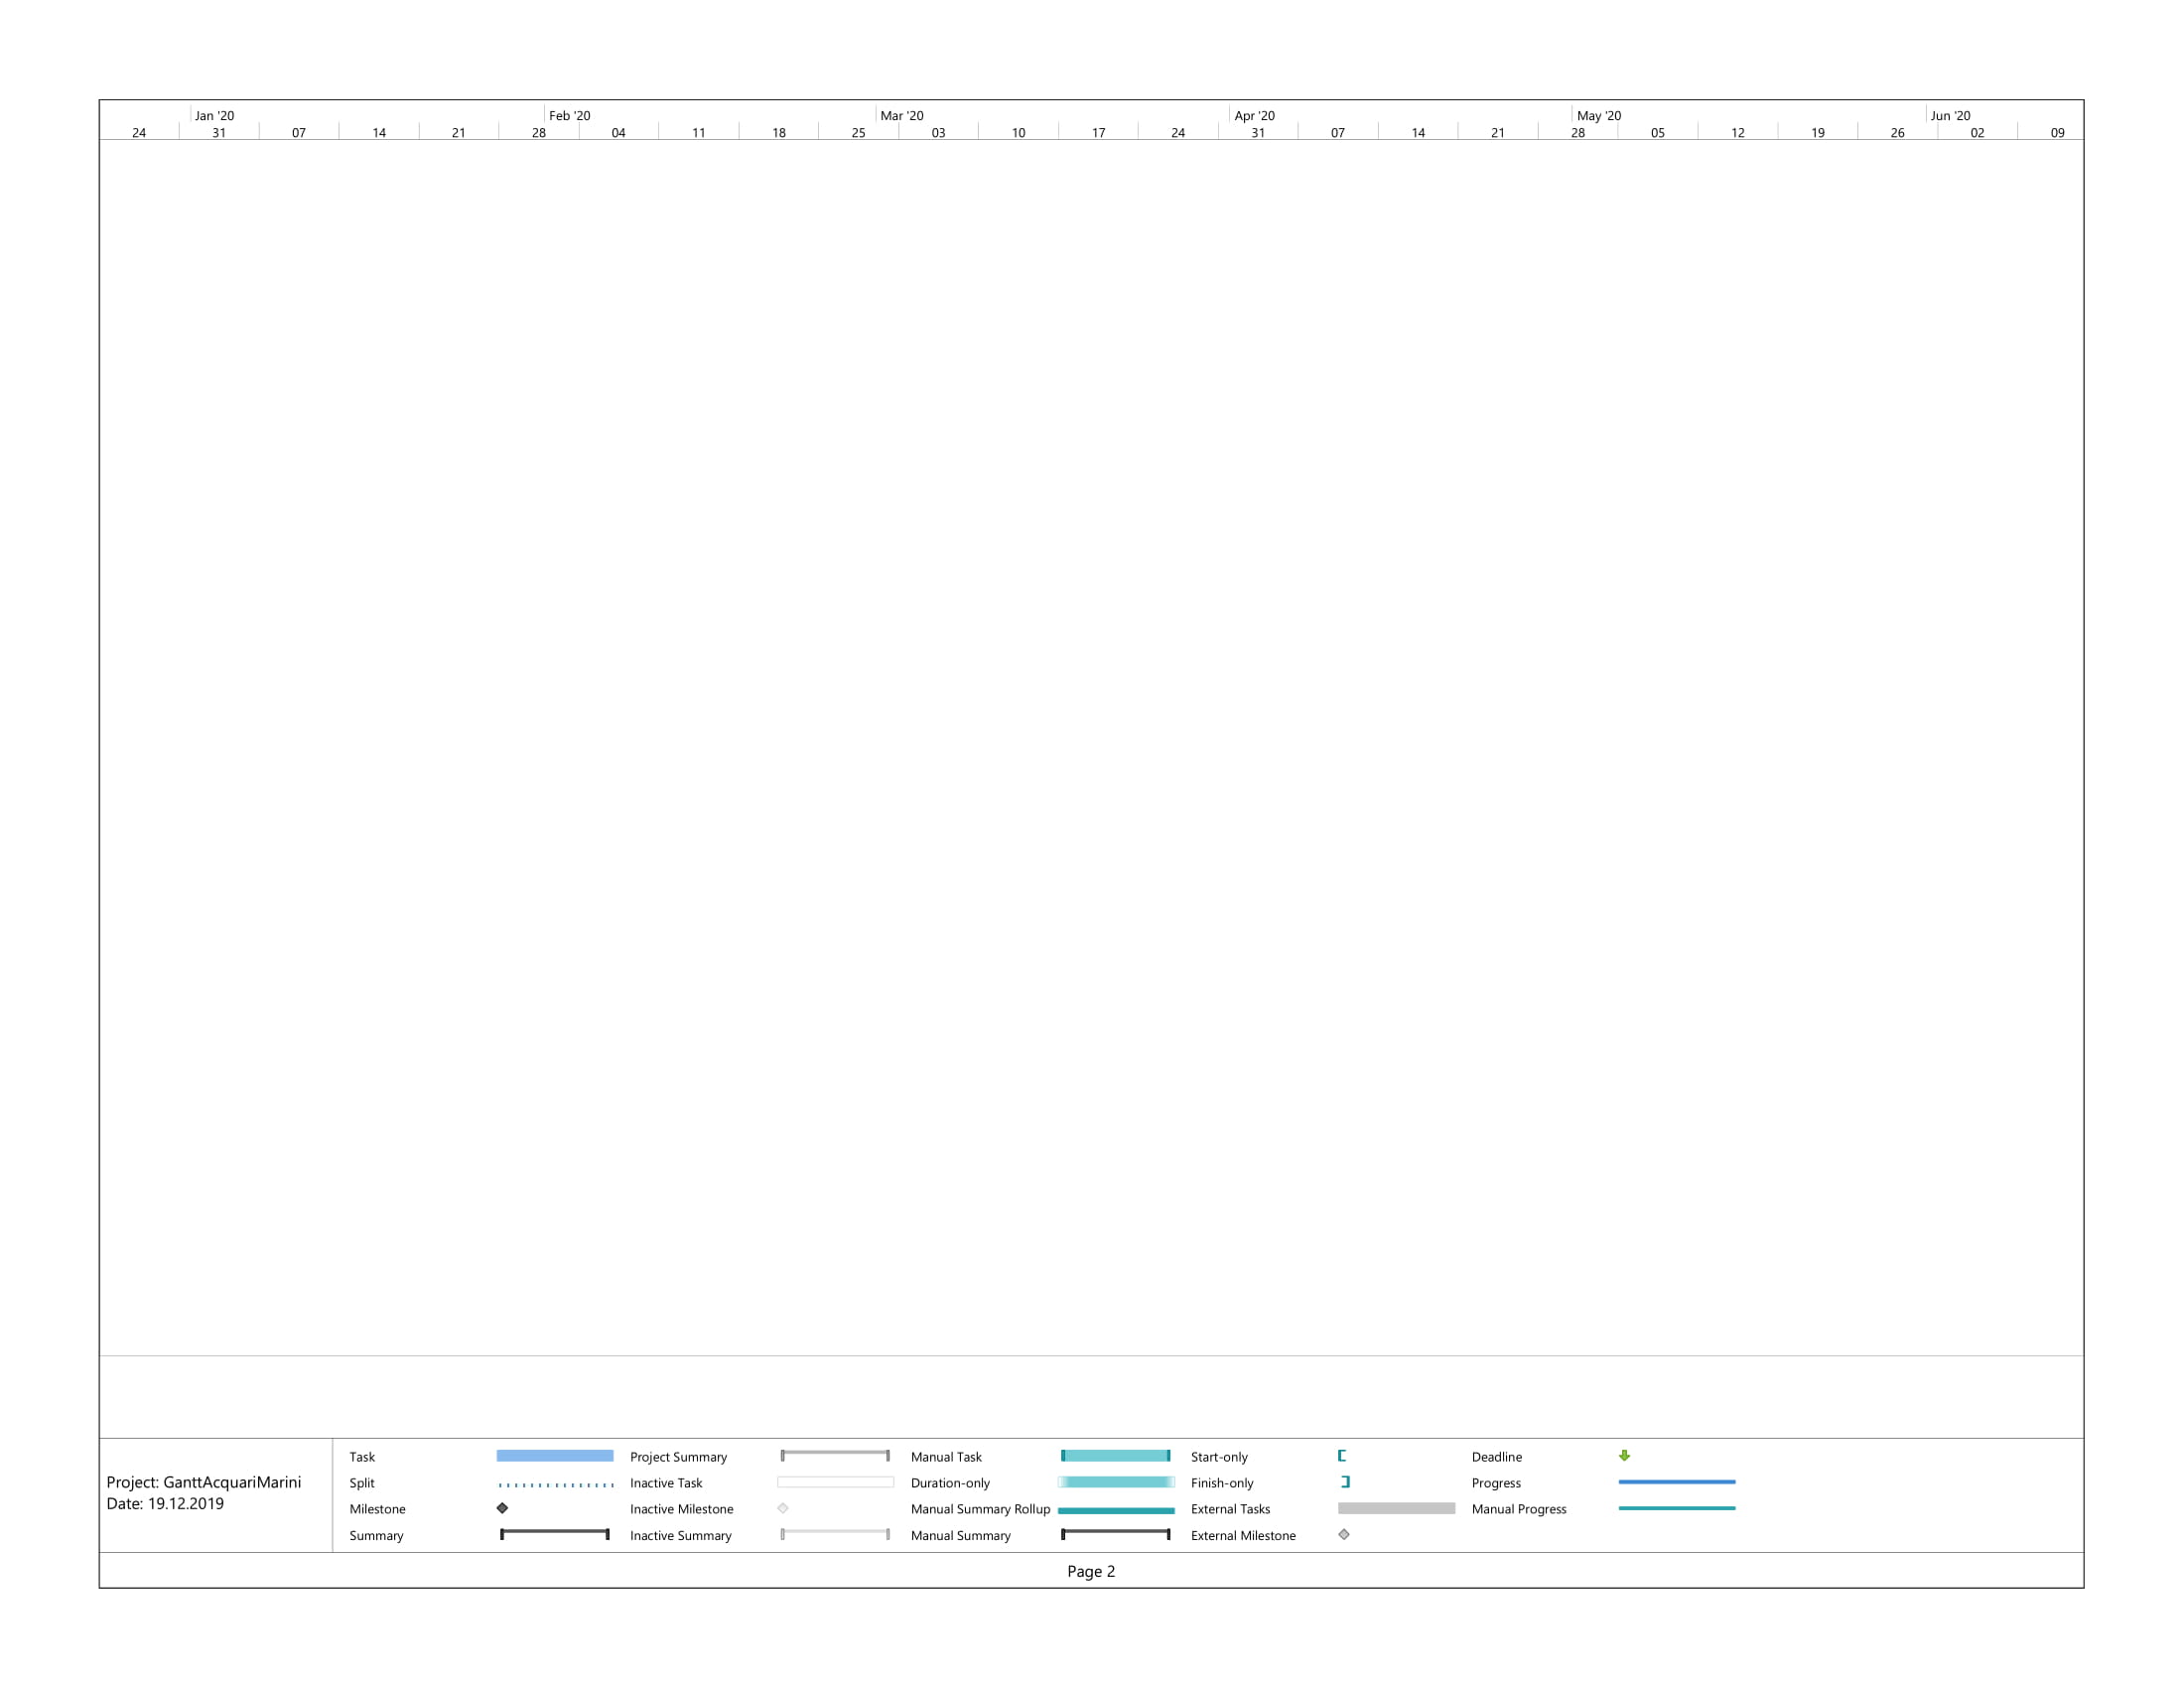 Jan '20 Feb '20 Mar '20 Apr '20 May '20 Jun '20
24 31 07 14 21 28 04 11 18 25 03 10 17 24 31 07 14 21 28 05 12 19 26 02 09
Project: GanttAcquariMarini
Date: 19.12.2019
Task
Split
Milestone
Summary
Project Summary
Inactive Task
Inactive Milestone
Inactive Summary
Manual Task
Duration-only
Manual Summary Rollup
Manual Summary
Start-only
Finish-only
External Tasks
External Milestone
Deadline
Progress
Manual Progress
Page 2